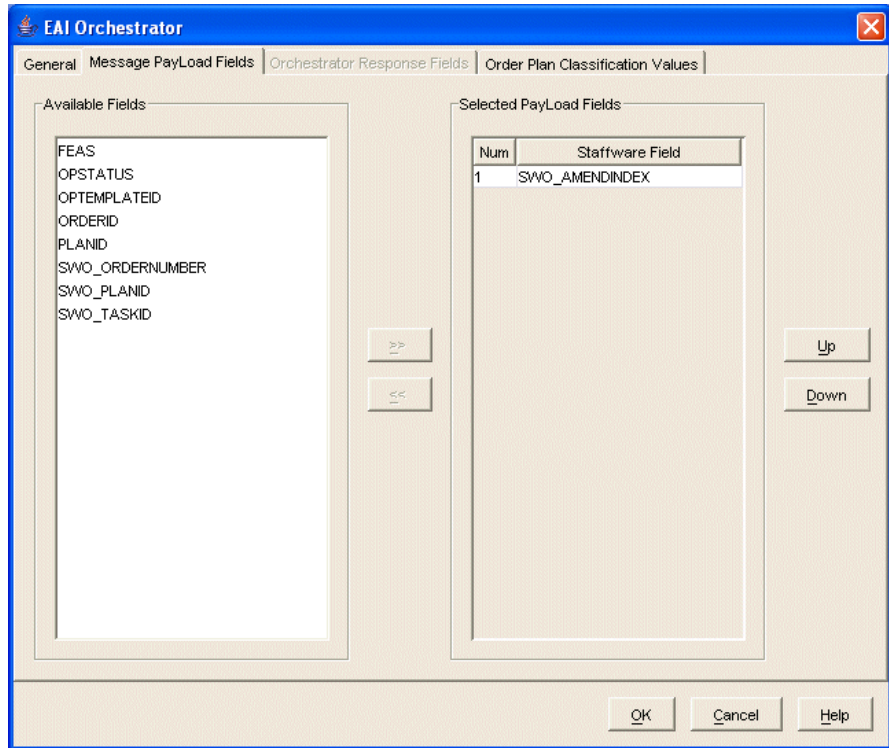 EAI Orchestrator
General Message PayLoad Fields Orchestrator Response Fields Order Plan Classification Values
Available Fields
FEAS
OPSTATUS
OPTEMPLATEID
ORDERID
PLANID
SWO_ORDERNUMBER
SWO_PLANID
SWO_TASKID
>>
<<
Selected PayLoad Fields
Num Staffware Field
1 SWO_AMENDINDEX
Up
Down
OK Cancel Help